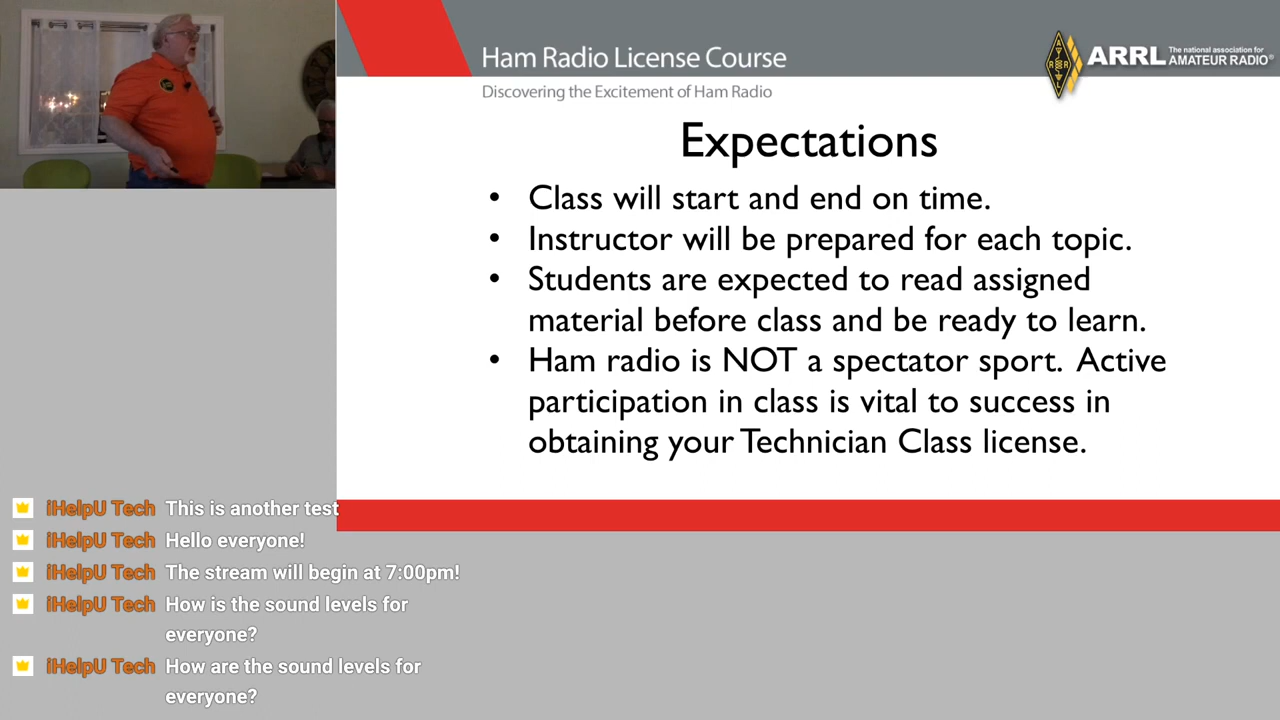 Ham Radio License Course
Discovering the Excitement of Ham Radio
ARRL The national association for
AMATEUR RADIO®
Expectations
• Class will start and end on time.
• Instructor will be prepared for each topic.
• Students are expected to read assigned
material before class and be ready to learn.
• Ham radio is NOT a spectator sport. Active
participation in class is vital to success in
obtaining your Technician Class license.
iHelpU Tech This is another test
iHelpU Tech Hello everyone!
iHelpU Tech The stream will begin at 7:00pm!
iHelpU Tech How is the sound levels for
everyone?
iHelpU Tech How are the sound levels for
everyone?